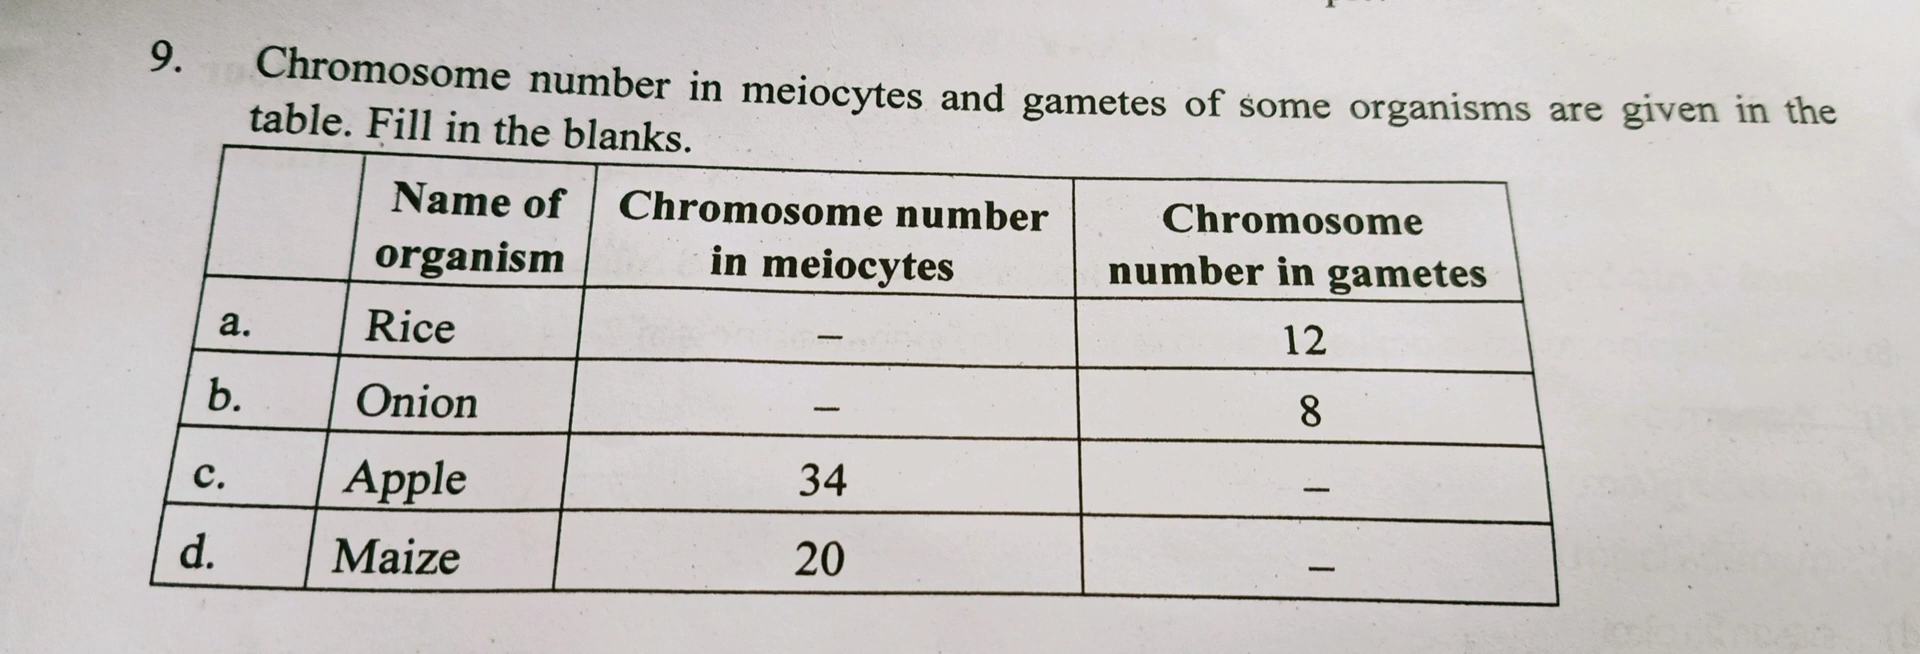 9. Chromosome number in meiocytes and gametes of some organisms are given in the
table. Fill in the blanks.
Name of organism Chromosome number in meiocytes Chromosome number in gametes
a. Rice – 12
b. Onion – 8
c. Apple 34 –
d. Maize 20 –